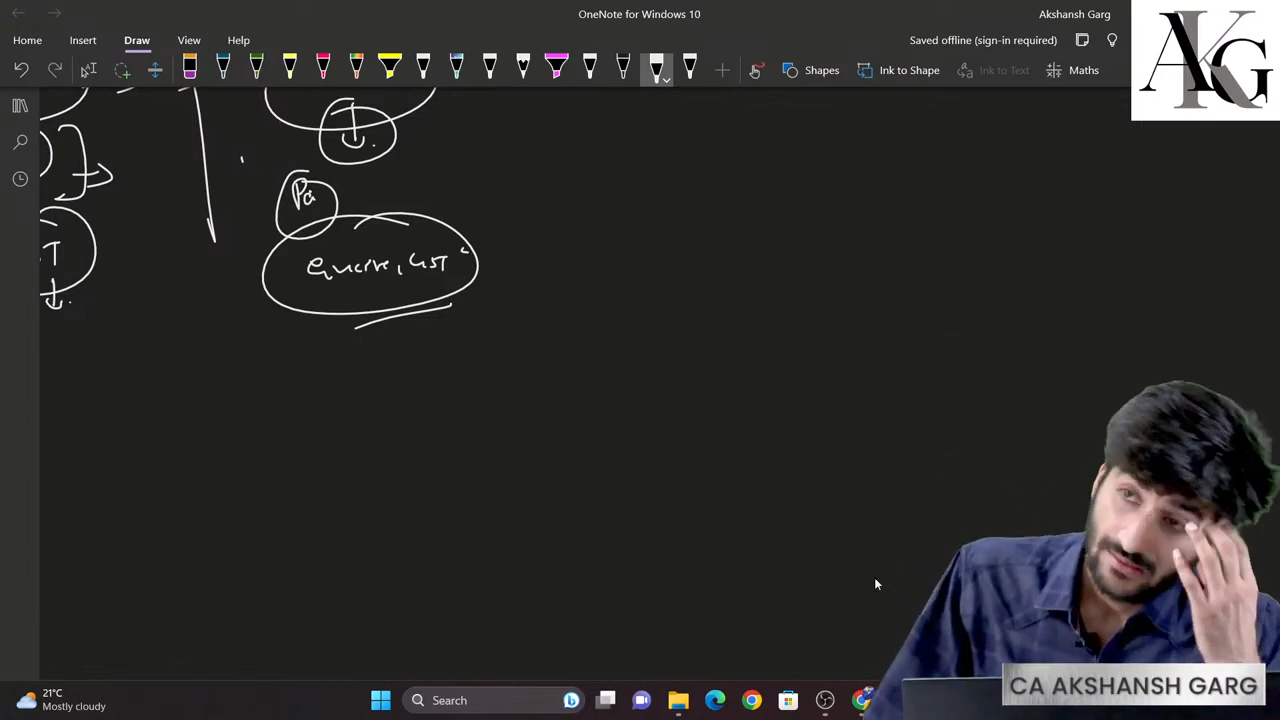 OneNote for Windows 10
Akshansh Garg
Home Insert Draw View Help
Saved offline (sign-in required)
Shapes Ink to Shape Ink to Text Maths
AKG
Pa
T
GST
CA AKSHANSH GARG
21°C
Mostly cloudy
Search